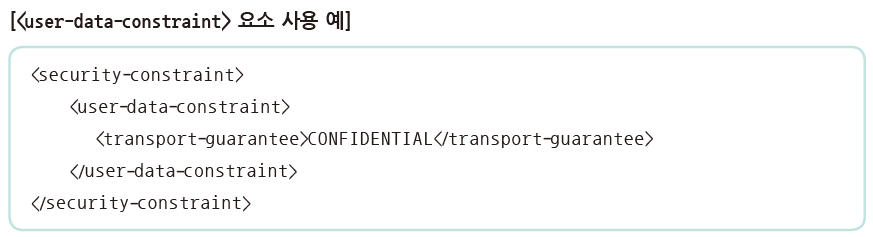 [<user-data-constraint> 요소 사용 예]
<security-constraint>
<user-data-constraint>
<transport-guarantee>CONFIDENTIAL</transport-guarantee>
</user-data-constraint>
</security-constraint>